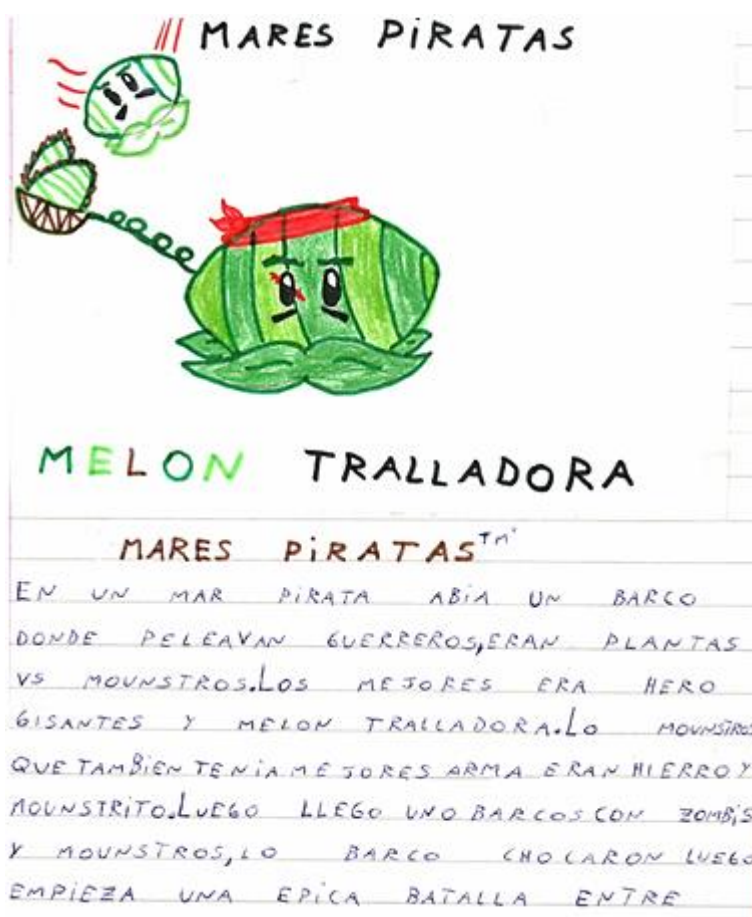 MARES PiRATAS
MELON TRALLADORA
MARES PiRATAS™
EN UN MAR PIRATA ABiA UN BARCO
DONDE PELEAVAN GUERREROS,ERAN PLANTAS
VS MOUNSTROS.LOS MEJORES ERA HERO
GISANTES Y MELON TRALLADORA.LO MOUNSTROS
QUE TAMBiEN TENiA MEJORES ARMA ERAN HIERRO Y
MOUNSTRiTO.LUEGO LLEGO UNO BARCOS CON ZOMBiS
Y MOUNSTROS,LO BARCO CHOCARON LUEGO
EMPiEZA UNA EPiCA BATALLA ENTRE